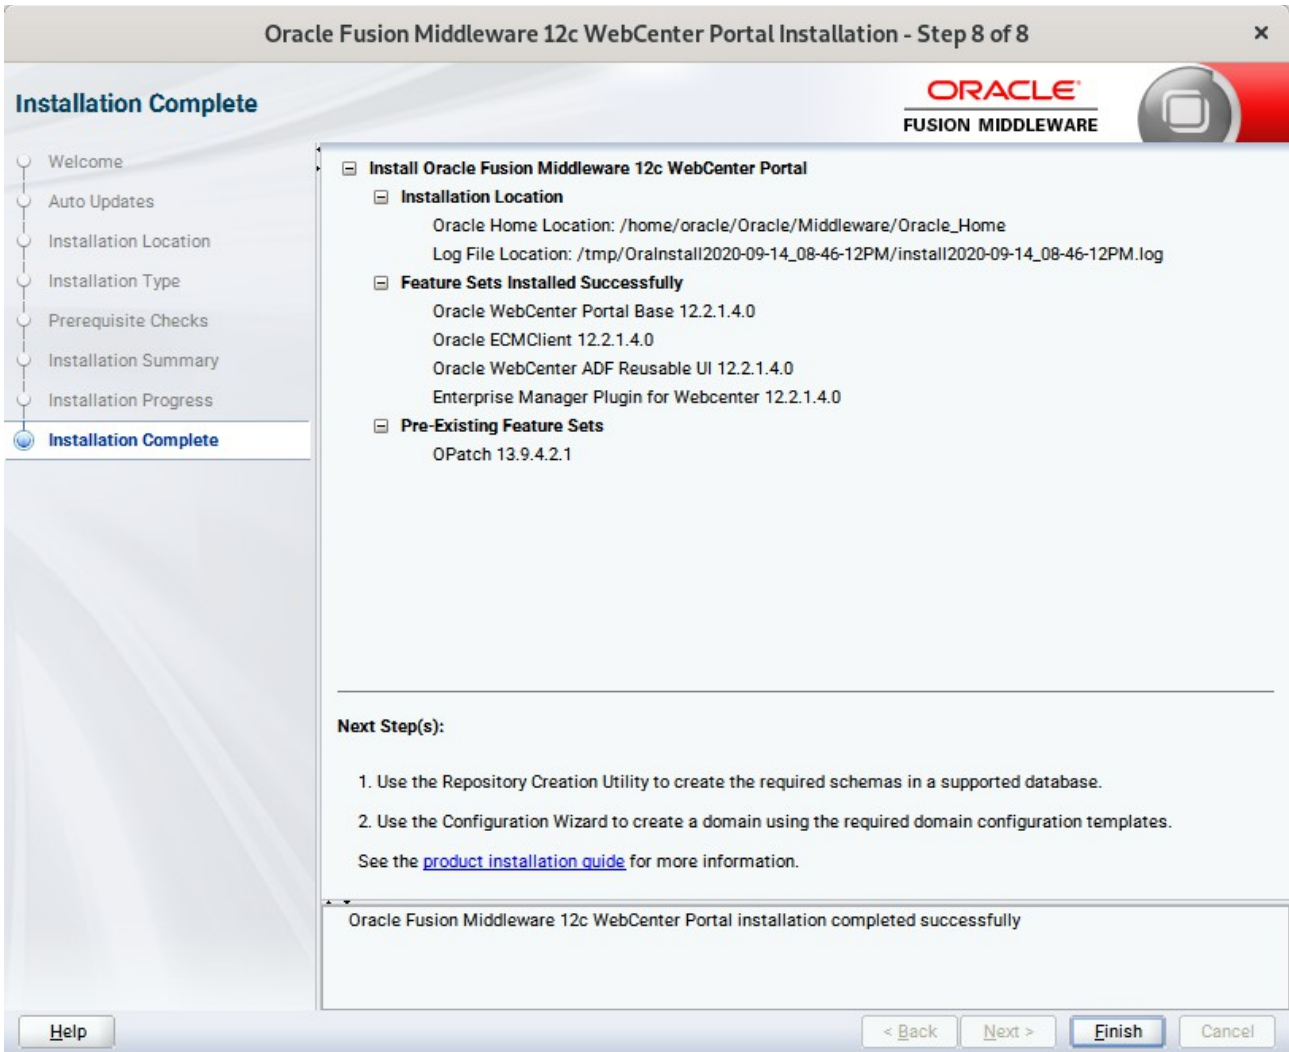 Oracle Fusion Middleware 12c WebCenter Portal Installation - Step 8 of 8
Installation Complete
ORACLE
FUSION MIDDLEWARE
Welcome
Auto Updates
Installation Location
Installation Type
Prerequisite Checks
Installation Summary
Installation Progress
Installation Complete
Install Oracle Fusion Middleware 12c WebCenter Portal
Installation Location
Oracle Home Location: /home/oracle/Oracle/Middleware/Oracle_Home
Log File Location: /tmp/OraInstall2020-09-14_08-46-12PM/install2020-09-14_08-46-12PM.log
Feature Sets Installed Successfully
Oracle WebCenter Portal Base 12.2.1.4.0
Oracle ECMClient 12.2.1.4.0
Oracle WebCenter ADF Reusable UI 12.2.1.4.0
Enterprise Manager Plugin for Webcenter 12.2.1.4.0
Pre-Existing Feature Sets
OPatch 13.9.4.2.1
Next Step(s):
1. Use the Repository Creation Utility to create the required schemas in a supported database.
2. Use the Configuration Wizard to create a domain using the required domain configuration templates.
See the product installation guide for more information.
Oracle Fusion Middleware 12c WebCenter Portal installation completed successfully
Help
< Back
Next >
Finish
Cancel